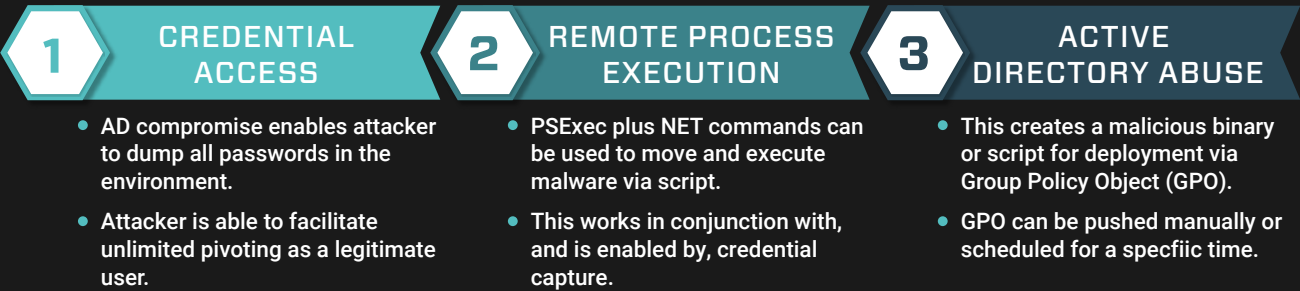 1
CREDENTIAL
ACCESS
• AD compromise enables attacker
to dump all passwords in the
environment.
• Attacker is able to facilitate
unlimited pivoting as a legitimate
user.
2
REMOTE PROCESS
EXECUTION
• PSExec plus NET commands can
be used to move and execute
malware via script.
• This works in conjunction with,
and is enabled by, credential
capture.
3
ACTIVE
DIRECTORY ABUSE
• This creates a malicious binary
or script for deployment via
Group Policy Object (GPO).
• GPO can be pushed manually or
scheduled for a specfiic time.